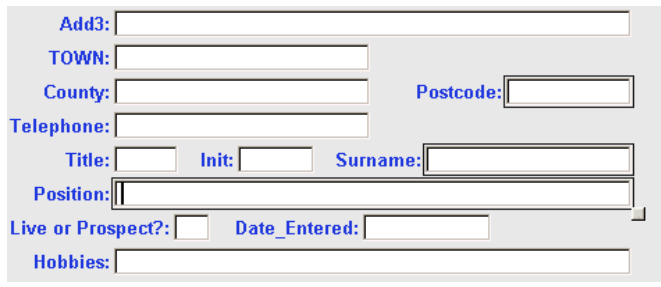 Add3:
TOWN:
County: Postcode:
Telephone:
Title: Init: Surname:
Position:
Live or Prospect?: Date_Entered:
Hobbies: